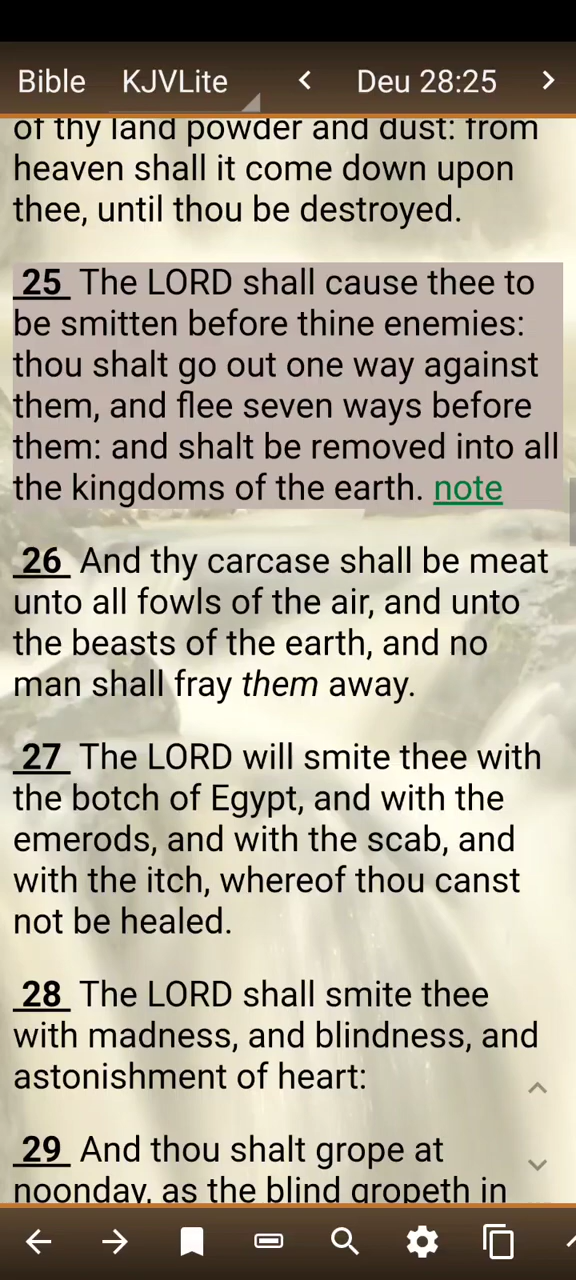 Bible KJVLite Deu 28:25
of thy land powder and dust: from
heaven shall it come down upon
thee, until thou be destroyed.
25 The LORD shall cause thee to
be smitten before thine enemies:
thou shalt go out one way against
them, and flee seven ways before
them: and shalt be removed into all
the kingdoms of the earth. note
26 And thy carcase shall be meat
unto all fowls of the air, and unto
the beasts of the earth, and no
man shall fray them away.
27 The LORD will smite thee with
the botch of Egypt, and with the
emerods, and with the scab, and
with the itch, whereof thou canst
not be healed.
28 The LORD shall smite thee
with madness, and blindness, and
astonishment of heart:
29 And thou shalt grope at
noonday, as the blind gropeth in